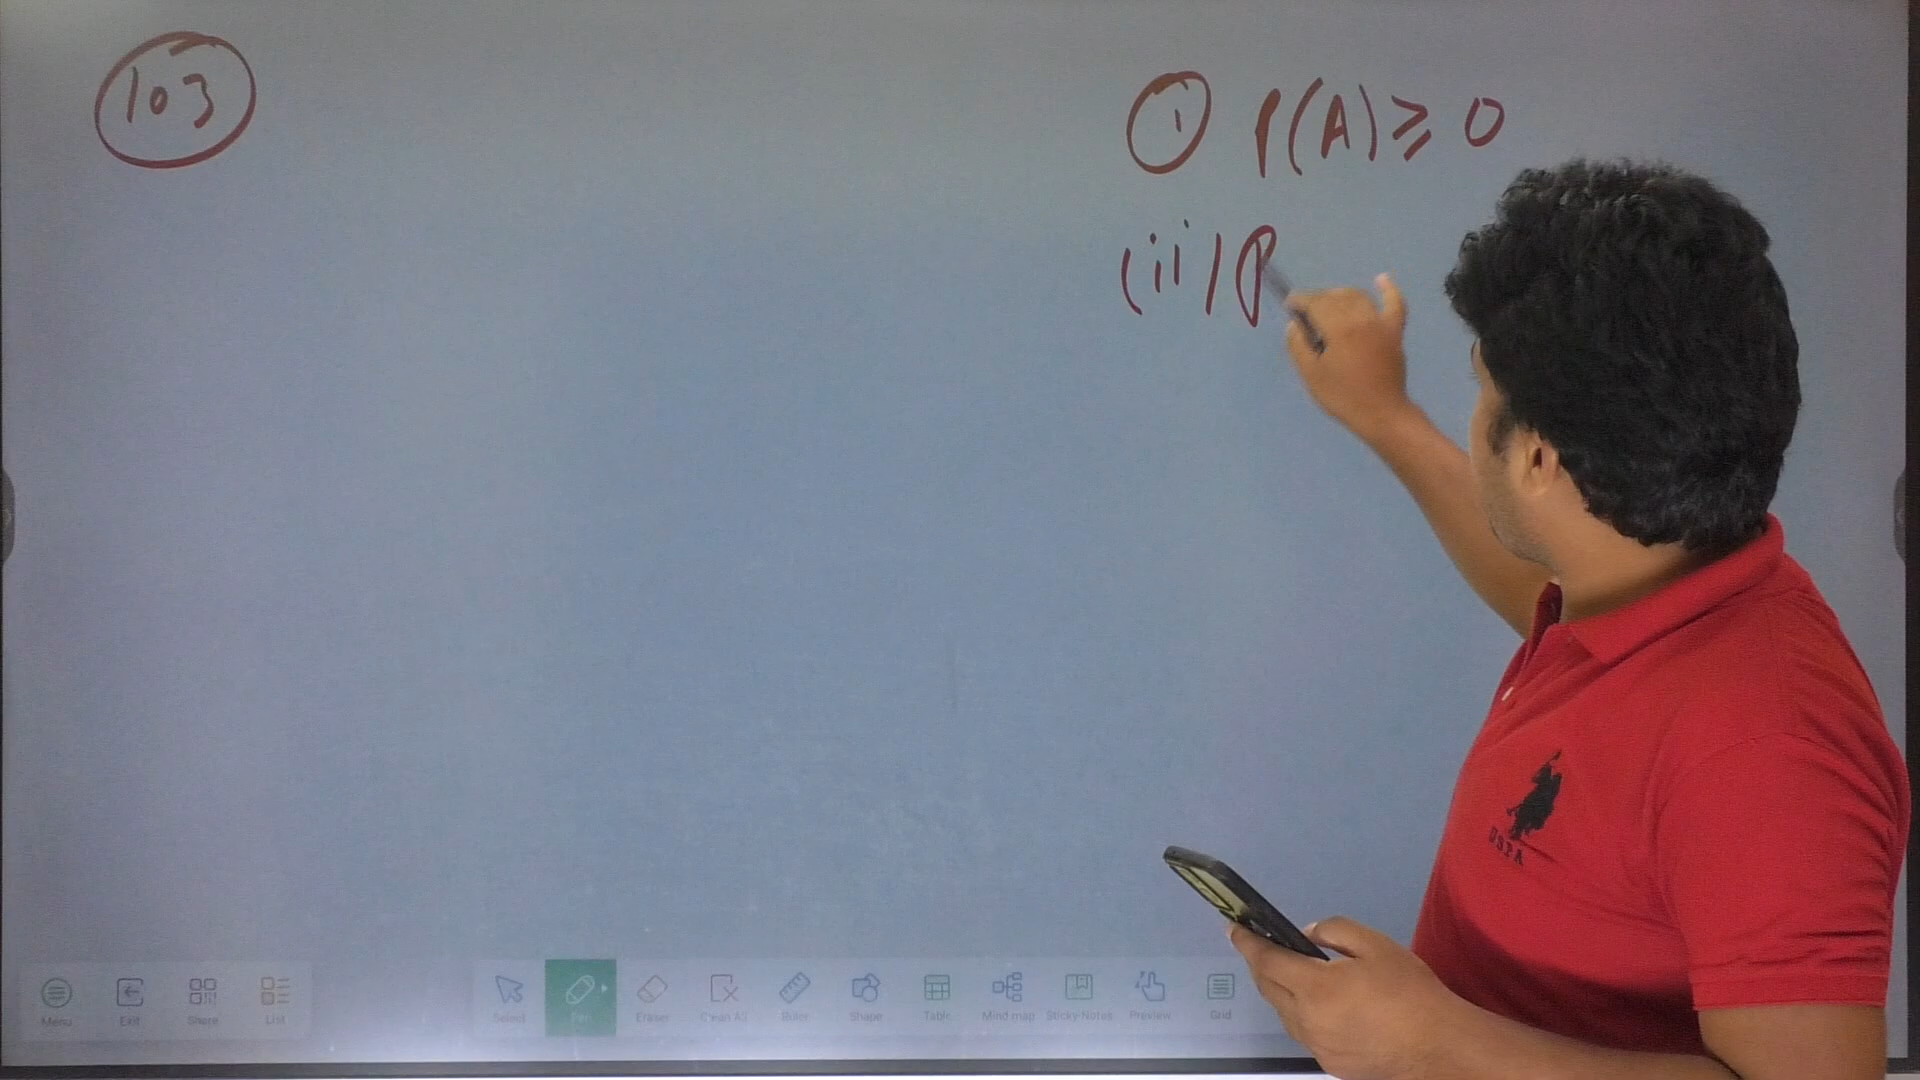 103
① P(A) ≥ 0
(ii) P
USPA
Menu Exit Share List Select Pen Eraser Clean All Ruler Shape Table Mind map Sticky-Notes Preview Grid